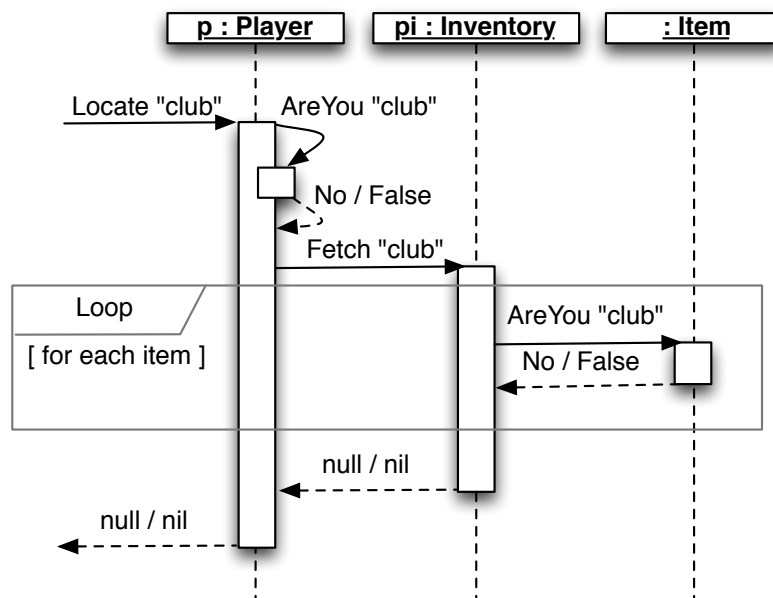 p : Player
pi : Inventory
: Item
Locate "club"
AreYou "club"
No / False
Fetch "club"
Loop
[ for each item ]
AreYou "club"
No / False
null / nil
null / nil